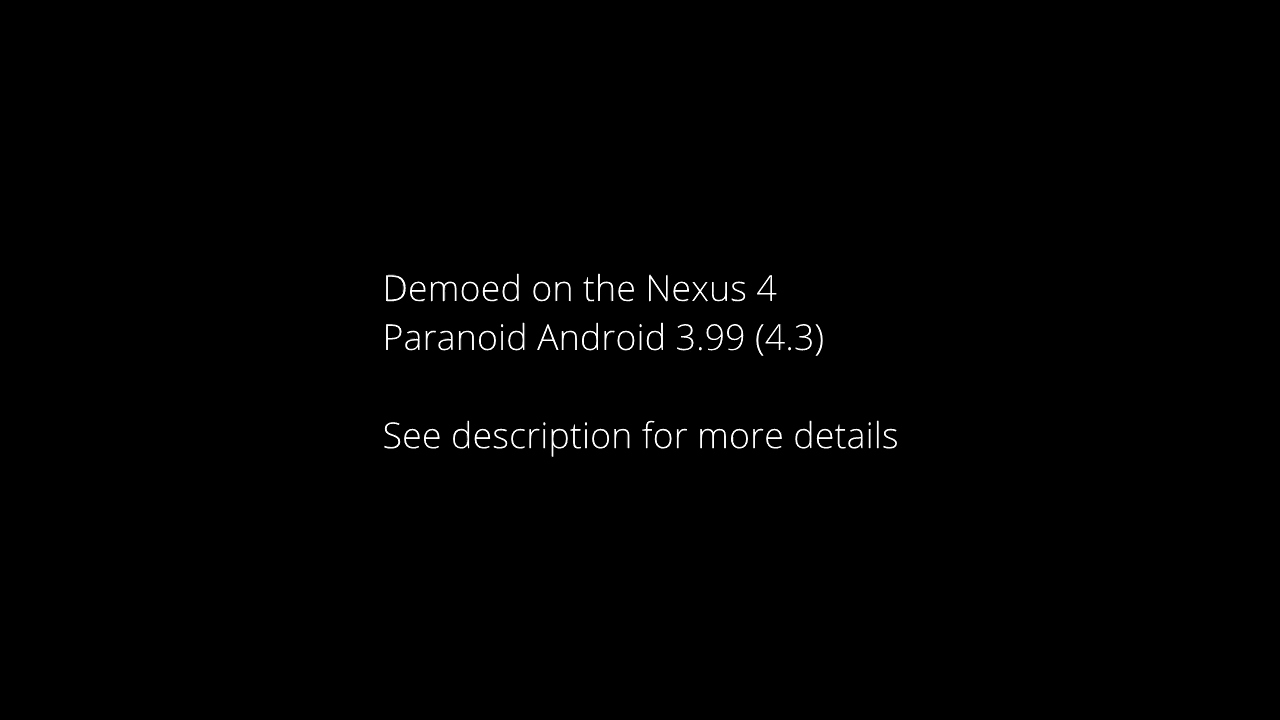 Demoed on the Nexus 4
Paranoid Android 3.99 (4.3)
See description for more details